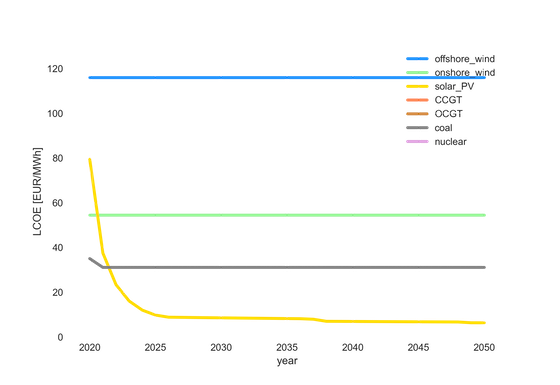 offshore_wind
onshore_wind
solar_PV
CCGT
OCGT
coal
nuclear
LCOE [EUR/MWh]
120
100
80
60
40
20
0
2020 2025 2030 2035 2040 2045 2050
year